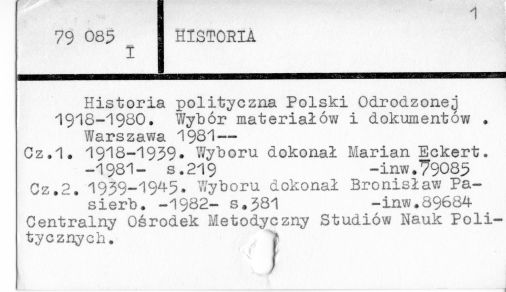 1
79 085
I
HISTORIA
Historia polityczna Polski Odrodzonej
1918-1980. Wybór materiałów i dokumentów .
Warszawa 1981--
Cz.1. 1918-1939. Wyboru dokonał Marian Eckert.
-1981- s.219 -inw.79085
Cz.2. 1939-1945. Wyboru dokonał Bronisław Pa-
sierb. -1982- s.381 -inw.89684
Centralny Ośrodek Metodyczny Studiów Nauk Poli-
tycznych.